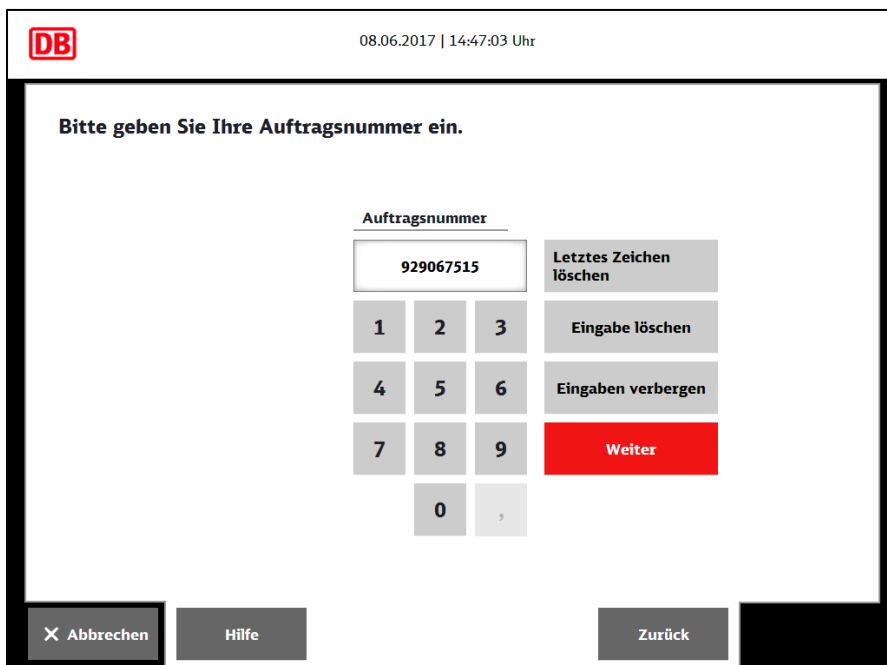 DB
08.06.2017 | 14:47:03 Uhr
Bitte geben Sie Ihre Auftragsnummer ein.
Auftragsnummer
929067515
Letztes Zeichen
löschen
1 2 3
Eingabe löschen
4 5 6
Eingaben verbergen
7 8 9
Weiter
0 ,
Abbrechen
Hilfe
Zurück